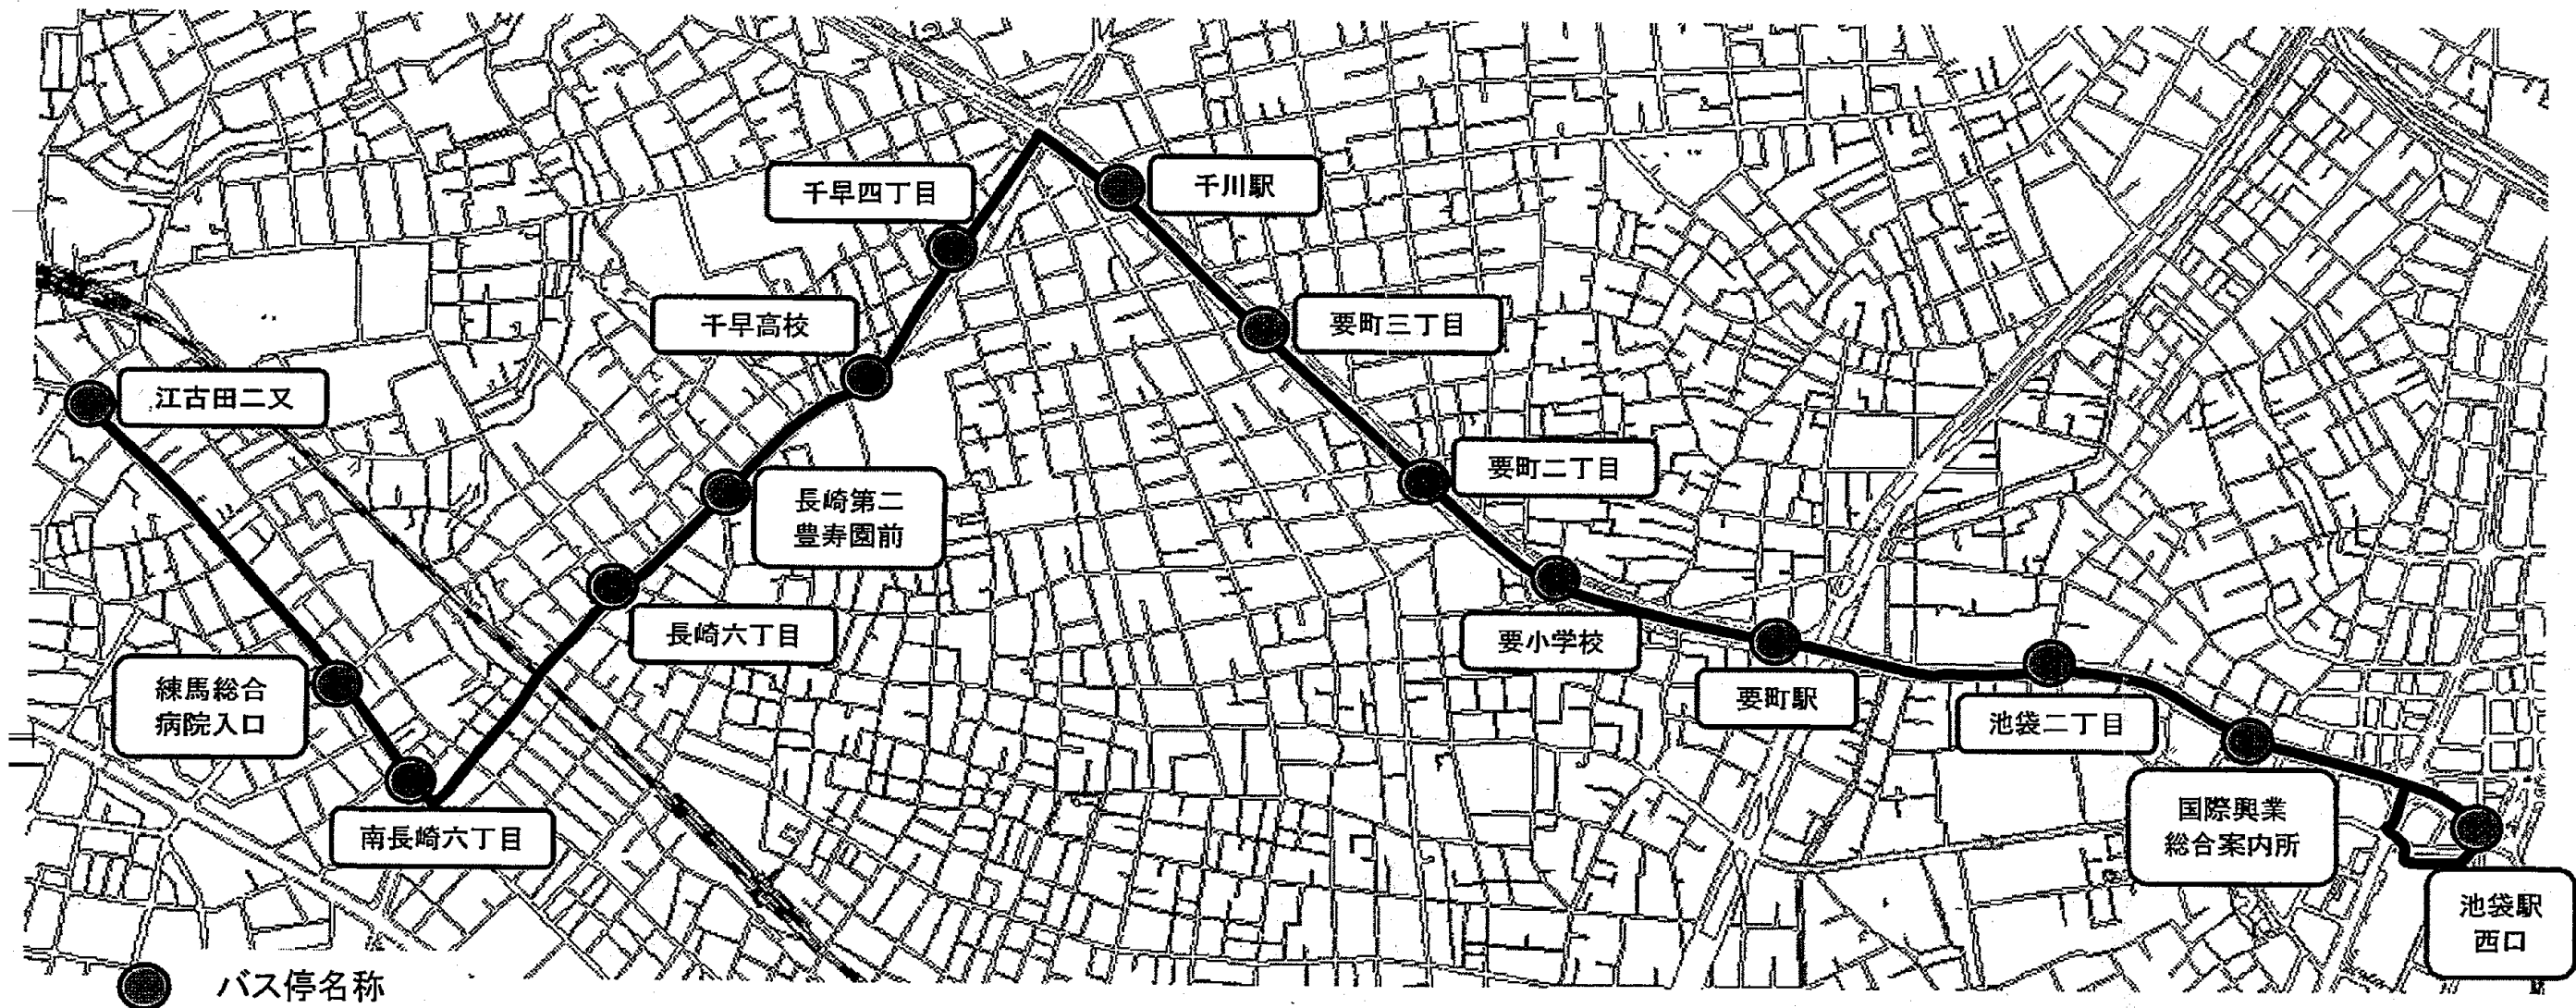 千早四丁目
千川駅
千早高校
要町三丁目
江古田二又
要町二丁目
長崎第二
豊寿園前
長崎六丁目
要小学校
練馬総合
病院入口
要町駅
池袋二丁目
南長崎六丁目
国際興業
総合案内所
池袋駅
西口
バス停名称